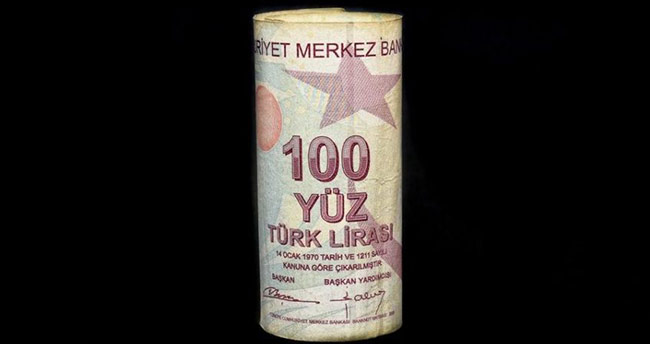 RİYET MERKEZ BAN
100
YÜZ
TÜRK LİRASI
14 OCAK 1970 TARİH VE 1211 SAYILI
KANUNA GÖRE ÇIKARILMIŞTIR
BAŞKAN BAŞKAN YARDIMCISI